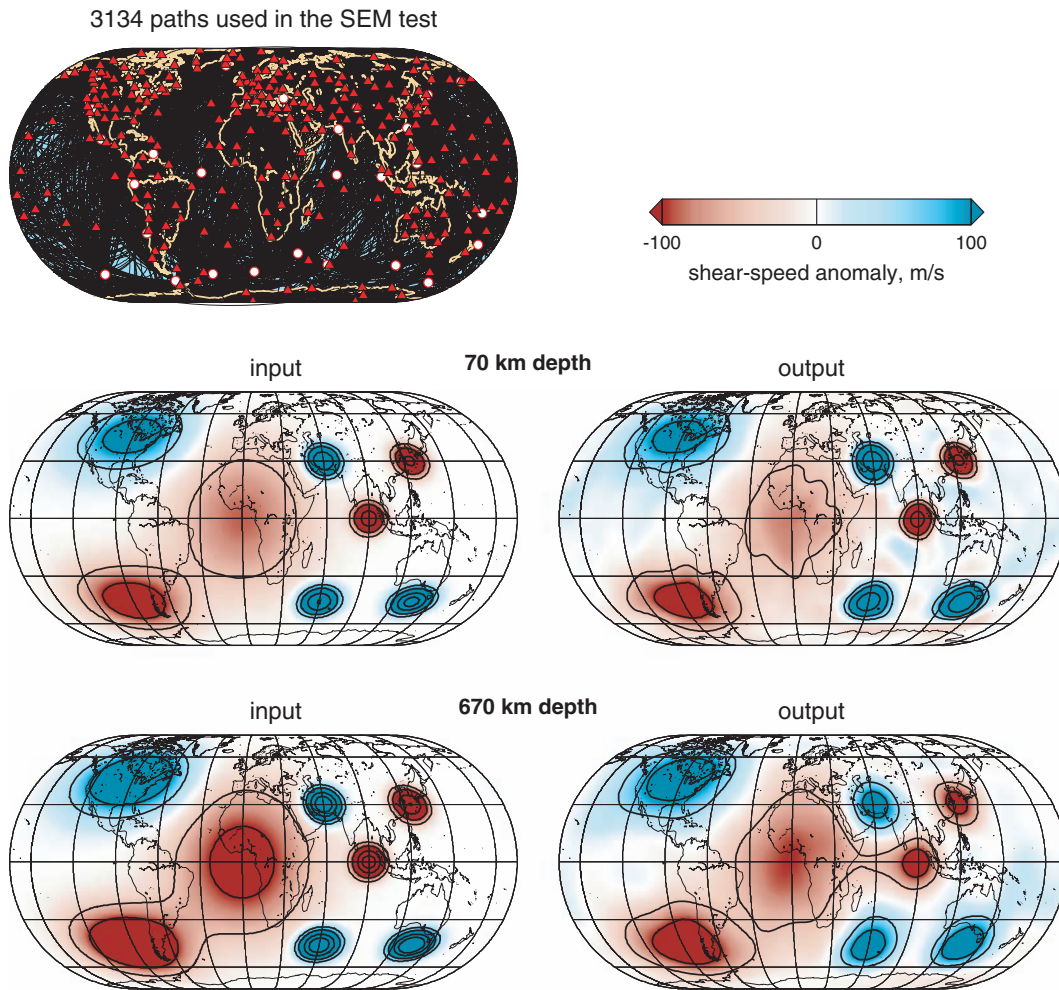 3134 paths used in the SEM test
-100
0
100
shear-speed anomaly, m/s
70 km depth
input
output
670 km depth
input
output